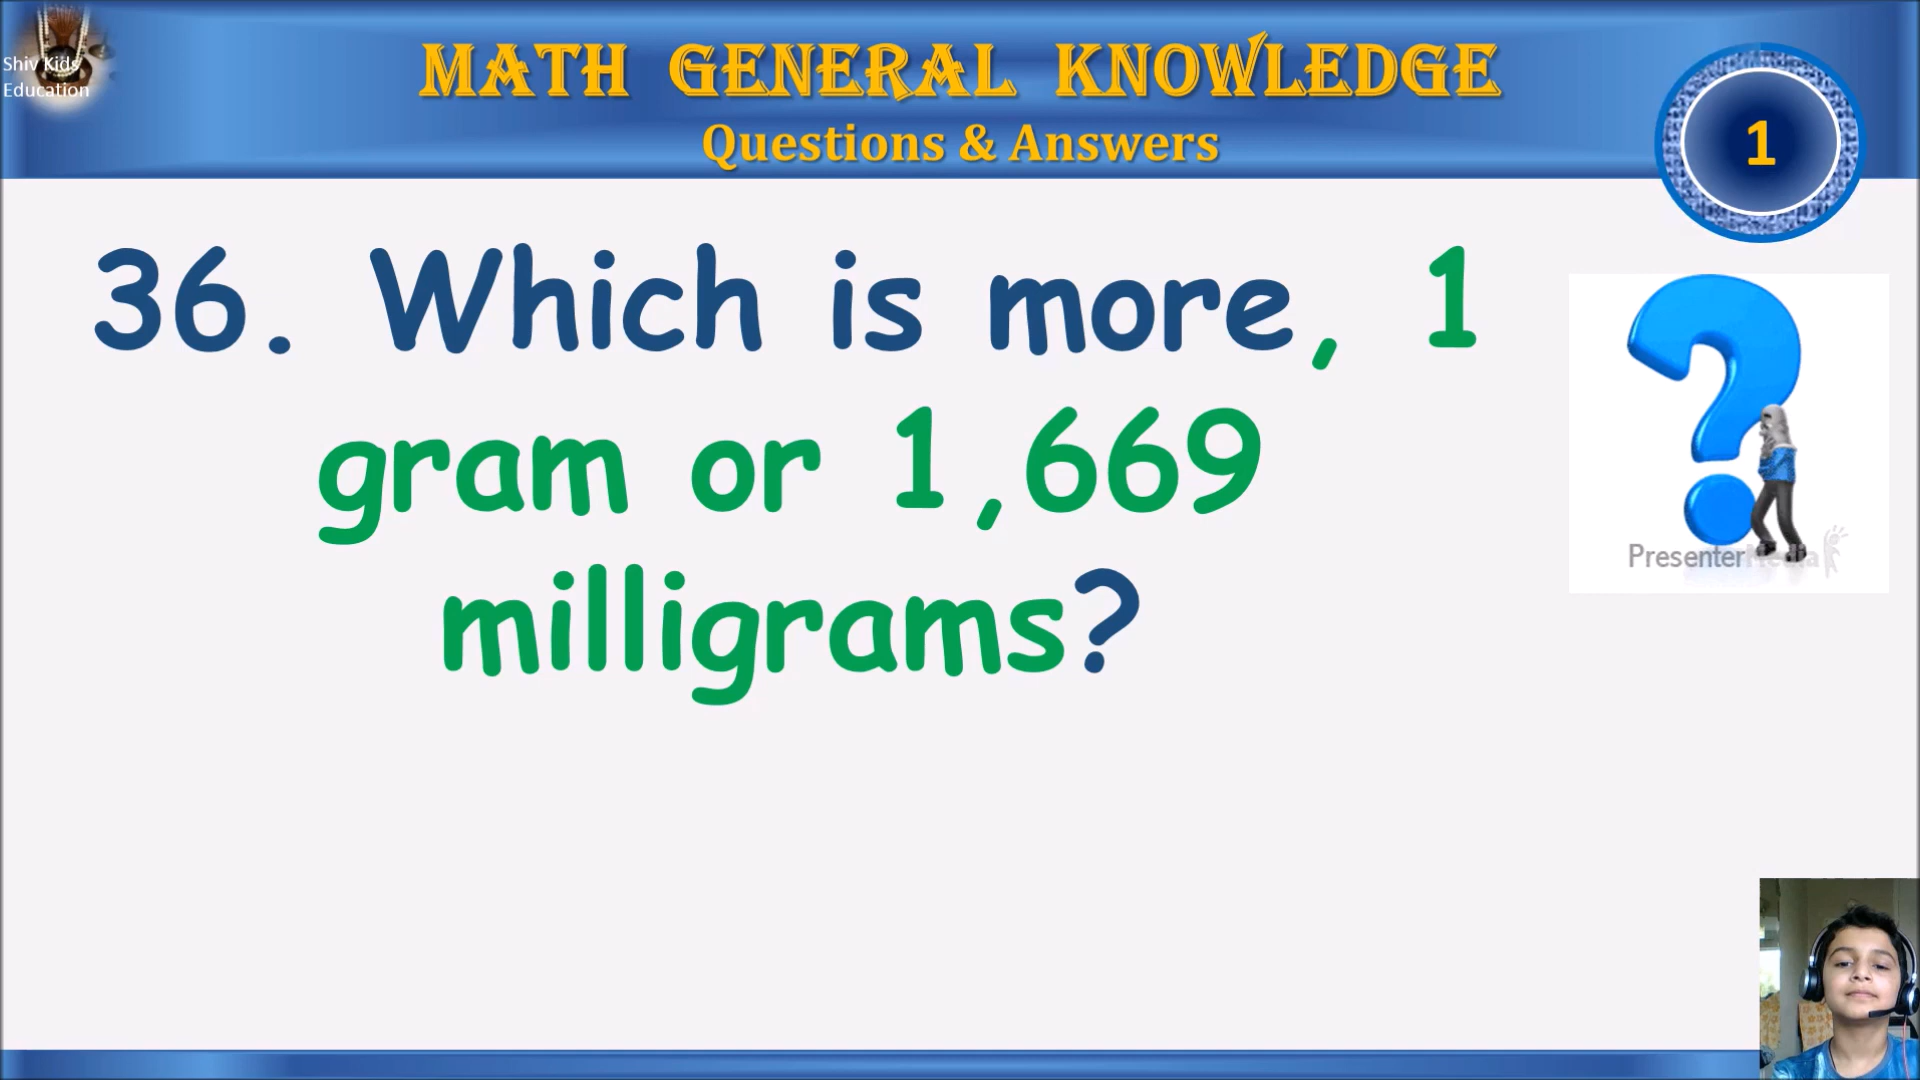 Shiv Kids
Education
MATH GENERAL KNOWLEDGE
Questions & Answers
1
36. Which is more, 1
gram or 1,669
milligrams?
PresenterMedia